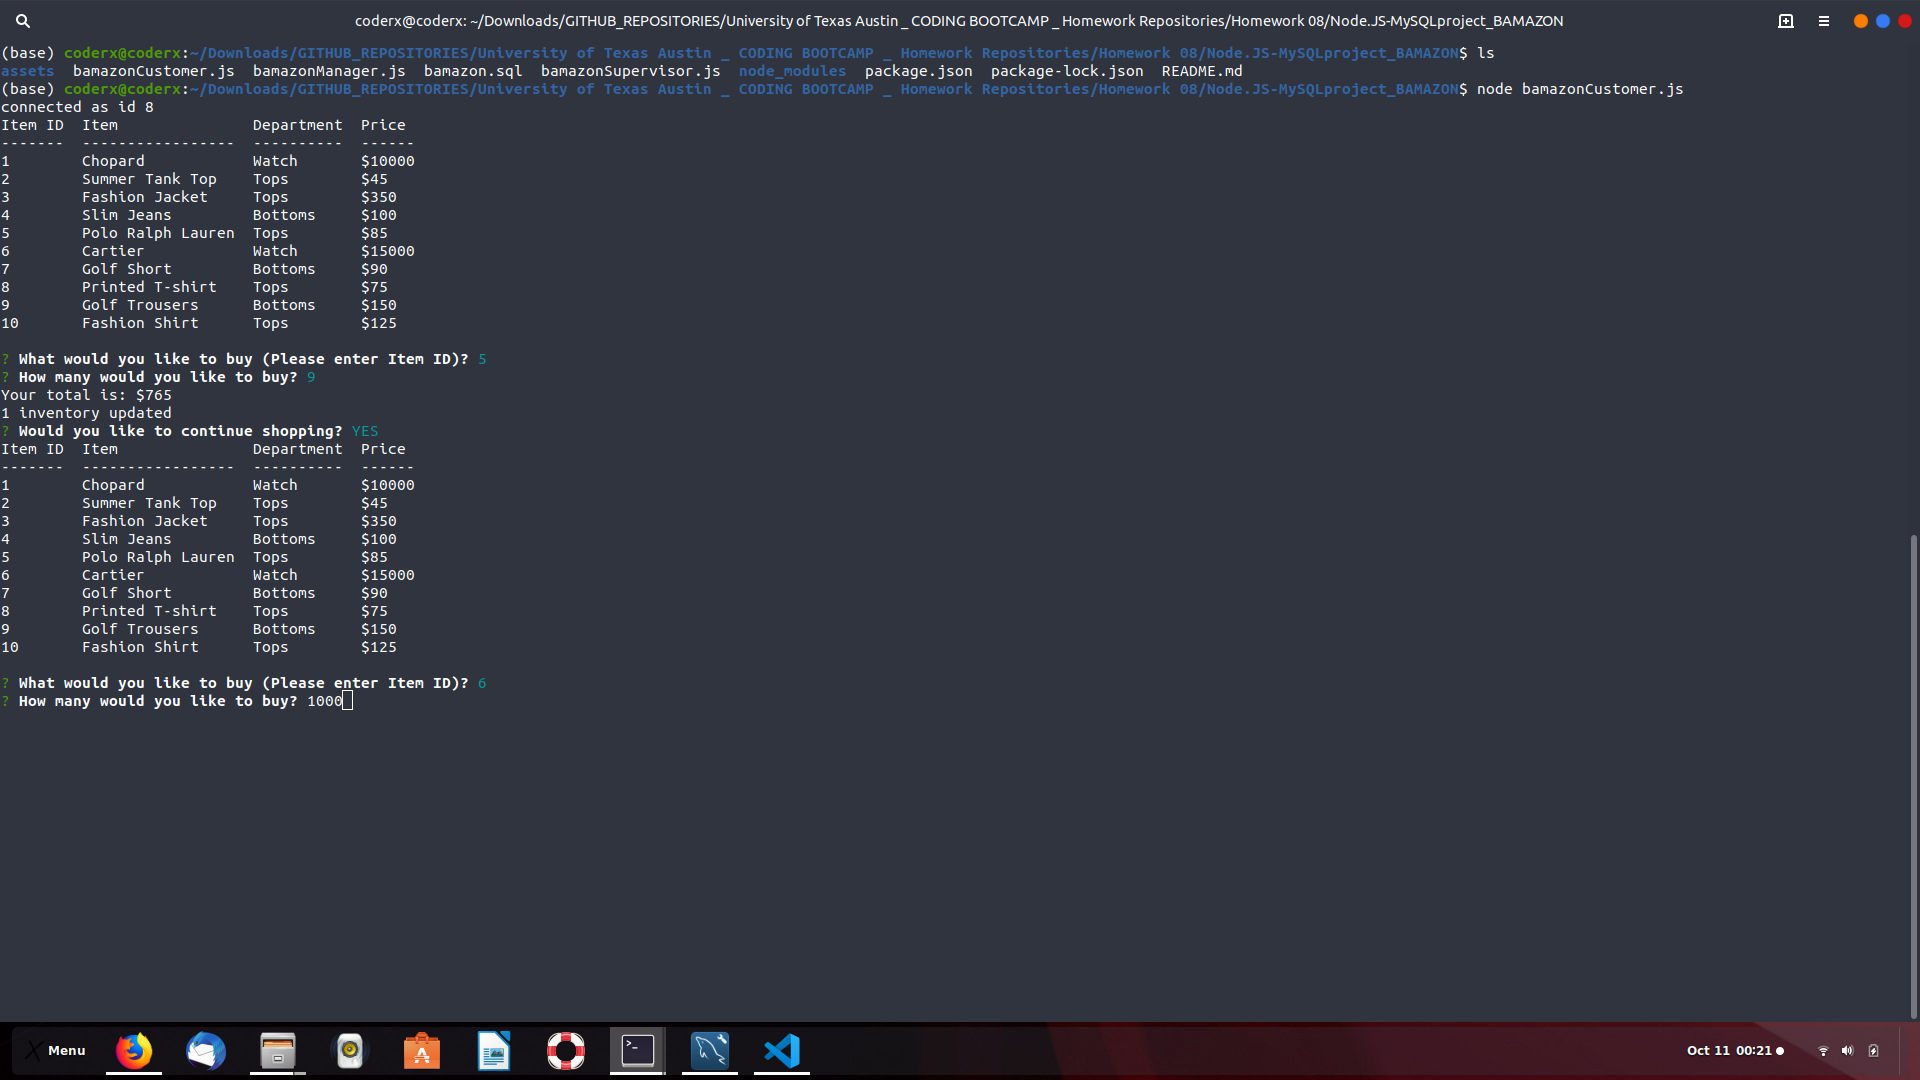 coderx@coderx: ~/Downloads/GITHUB_REPOSITORIES/University of Texas Austin _ CODING BOOTCAMP _ Homework Repositories/Homework 08/Node.JS-MySQLproject_BAMAZON
(base) coderx@coderx:~/Downloads/GITHUB_REPOSITORIES/University of Texas Austin _ CODING BOOTCAMP _ Homework Repositories/Homework 08/Node.JS-MySQLproject_BAMAZON$ ls
assets  bamazonCustomer.js  bamazonManager.js  bamazon.sql  bamazonSupervisor.js  node_modules  package.json  package-lock.json  README.md
(base) coderx@coderx:~/Downloads/GITHUB_REPOSITORIES/University of Texas Austin _ CODING BOOTCAMP _ Homework Repositories/Homework 08/Node.JS-MySQLproject_BAMAZON$ node bamazonCustomer.js
connected as id 8
Item ID  Item               Department  Price
-------  -----------------  ----------  ------
1        Chopard            Watch       $10000
2        Summer Tank Top    Tops        $45
3        Fashion Jacket     Tops        $350
4        Slim Jeans         Bottoms     $100
5        Polo Ralph Lauren  Tops        $85
6        Cartier            Watch       $15000
7        Golf Short         Bottoms     $90
8        Printed T-shirt    Tops        $75
9        Golf Trousers      Bottoms     $150
10       Fashion Shirt      Tops        $125
? What would you like to buy (Please enter Item ID)? 5
? How many would you like to buy? 9
Your total is: $765
1 inventory updated
? Would you like to continue shopping? YES
Item ID  Item               Department  Price
-------  -----------------  ----------  ------
1        Chopard            Watch       $10000
2        Summer Tank Top    Tops        $45
3        Fashion Jacket     Tops        $350
4        Slim Jeans         Bottoms     $100
5        Polo Ralph Lauren  Tops        $85
6        Cartier            Watch       $15000
7        Golf Short         Bottoms     $90
8        Printed T-shirt    Tops        $75
9        Golf Trousers      Bottoms     $150
10       Fashion Shirt      Tops        $125
? What would you like to buy (Please enter Item ID)? 6
? How many would you like to buy? 1000
Menu
Oct 11 00:21